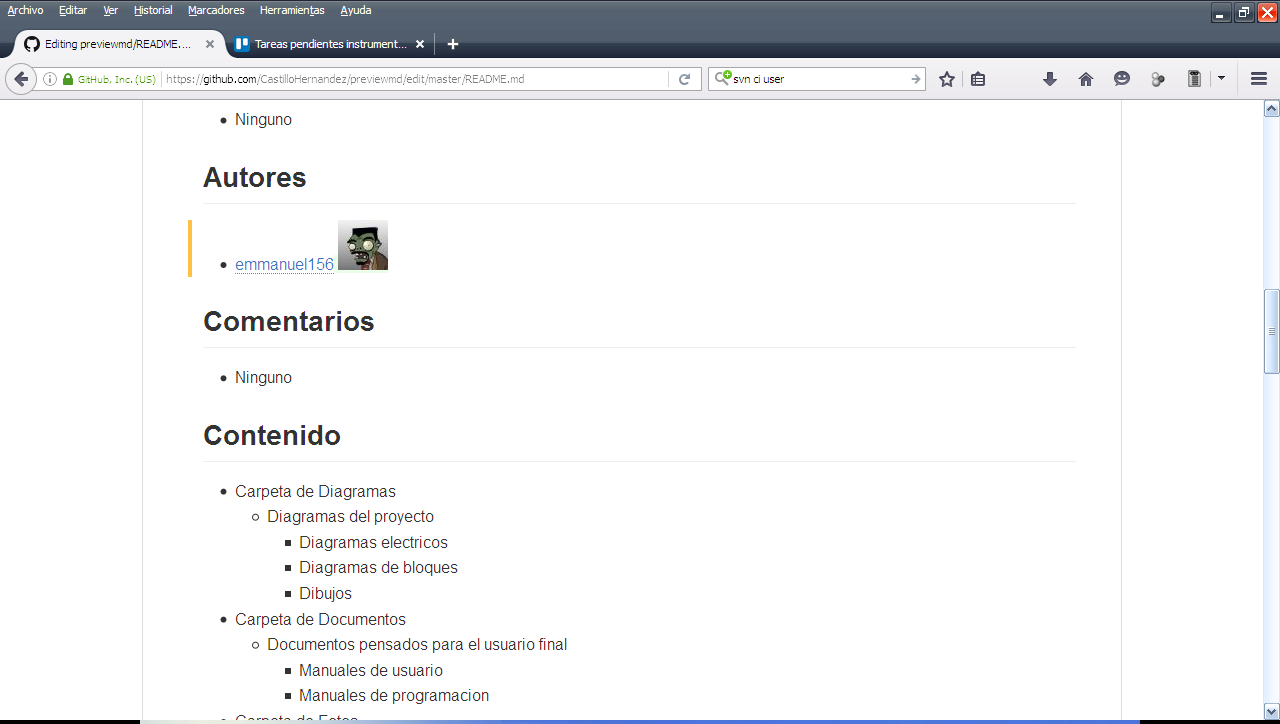 Archivo Editar Ver Historial Marcadores Herramientas Ayuda
Editing previewmd/README.... Tareas pendientes instrument...
GitHub, Inc. (US) https://github.com/CastilloHernandez/previewmd/edit/master/README.md svn ci user
Ninguno
Autores
emmanuel156
Comentarios
Ninguno
Contenido
Carpeta de Diagramas
Diagramas del proyecto
Diagramas electricos
Diagramas de bloques
Dibujos
Carpeta de Documentos
Documentos pensados para el usuario final
Manuales de usuario
Manuales de programacion
Carpeta de Fotos